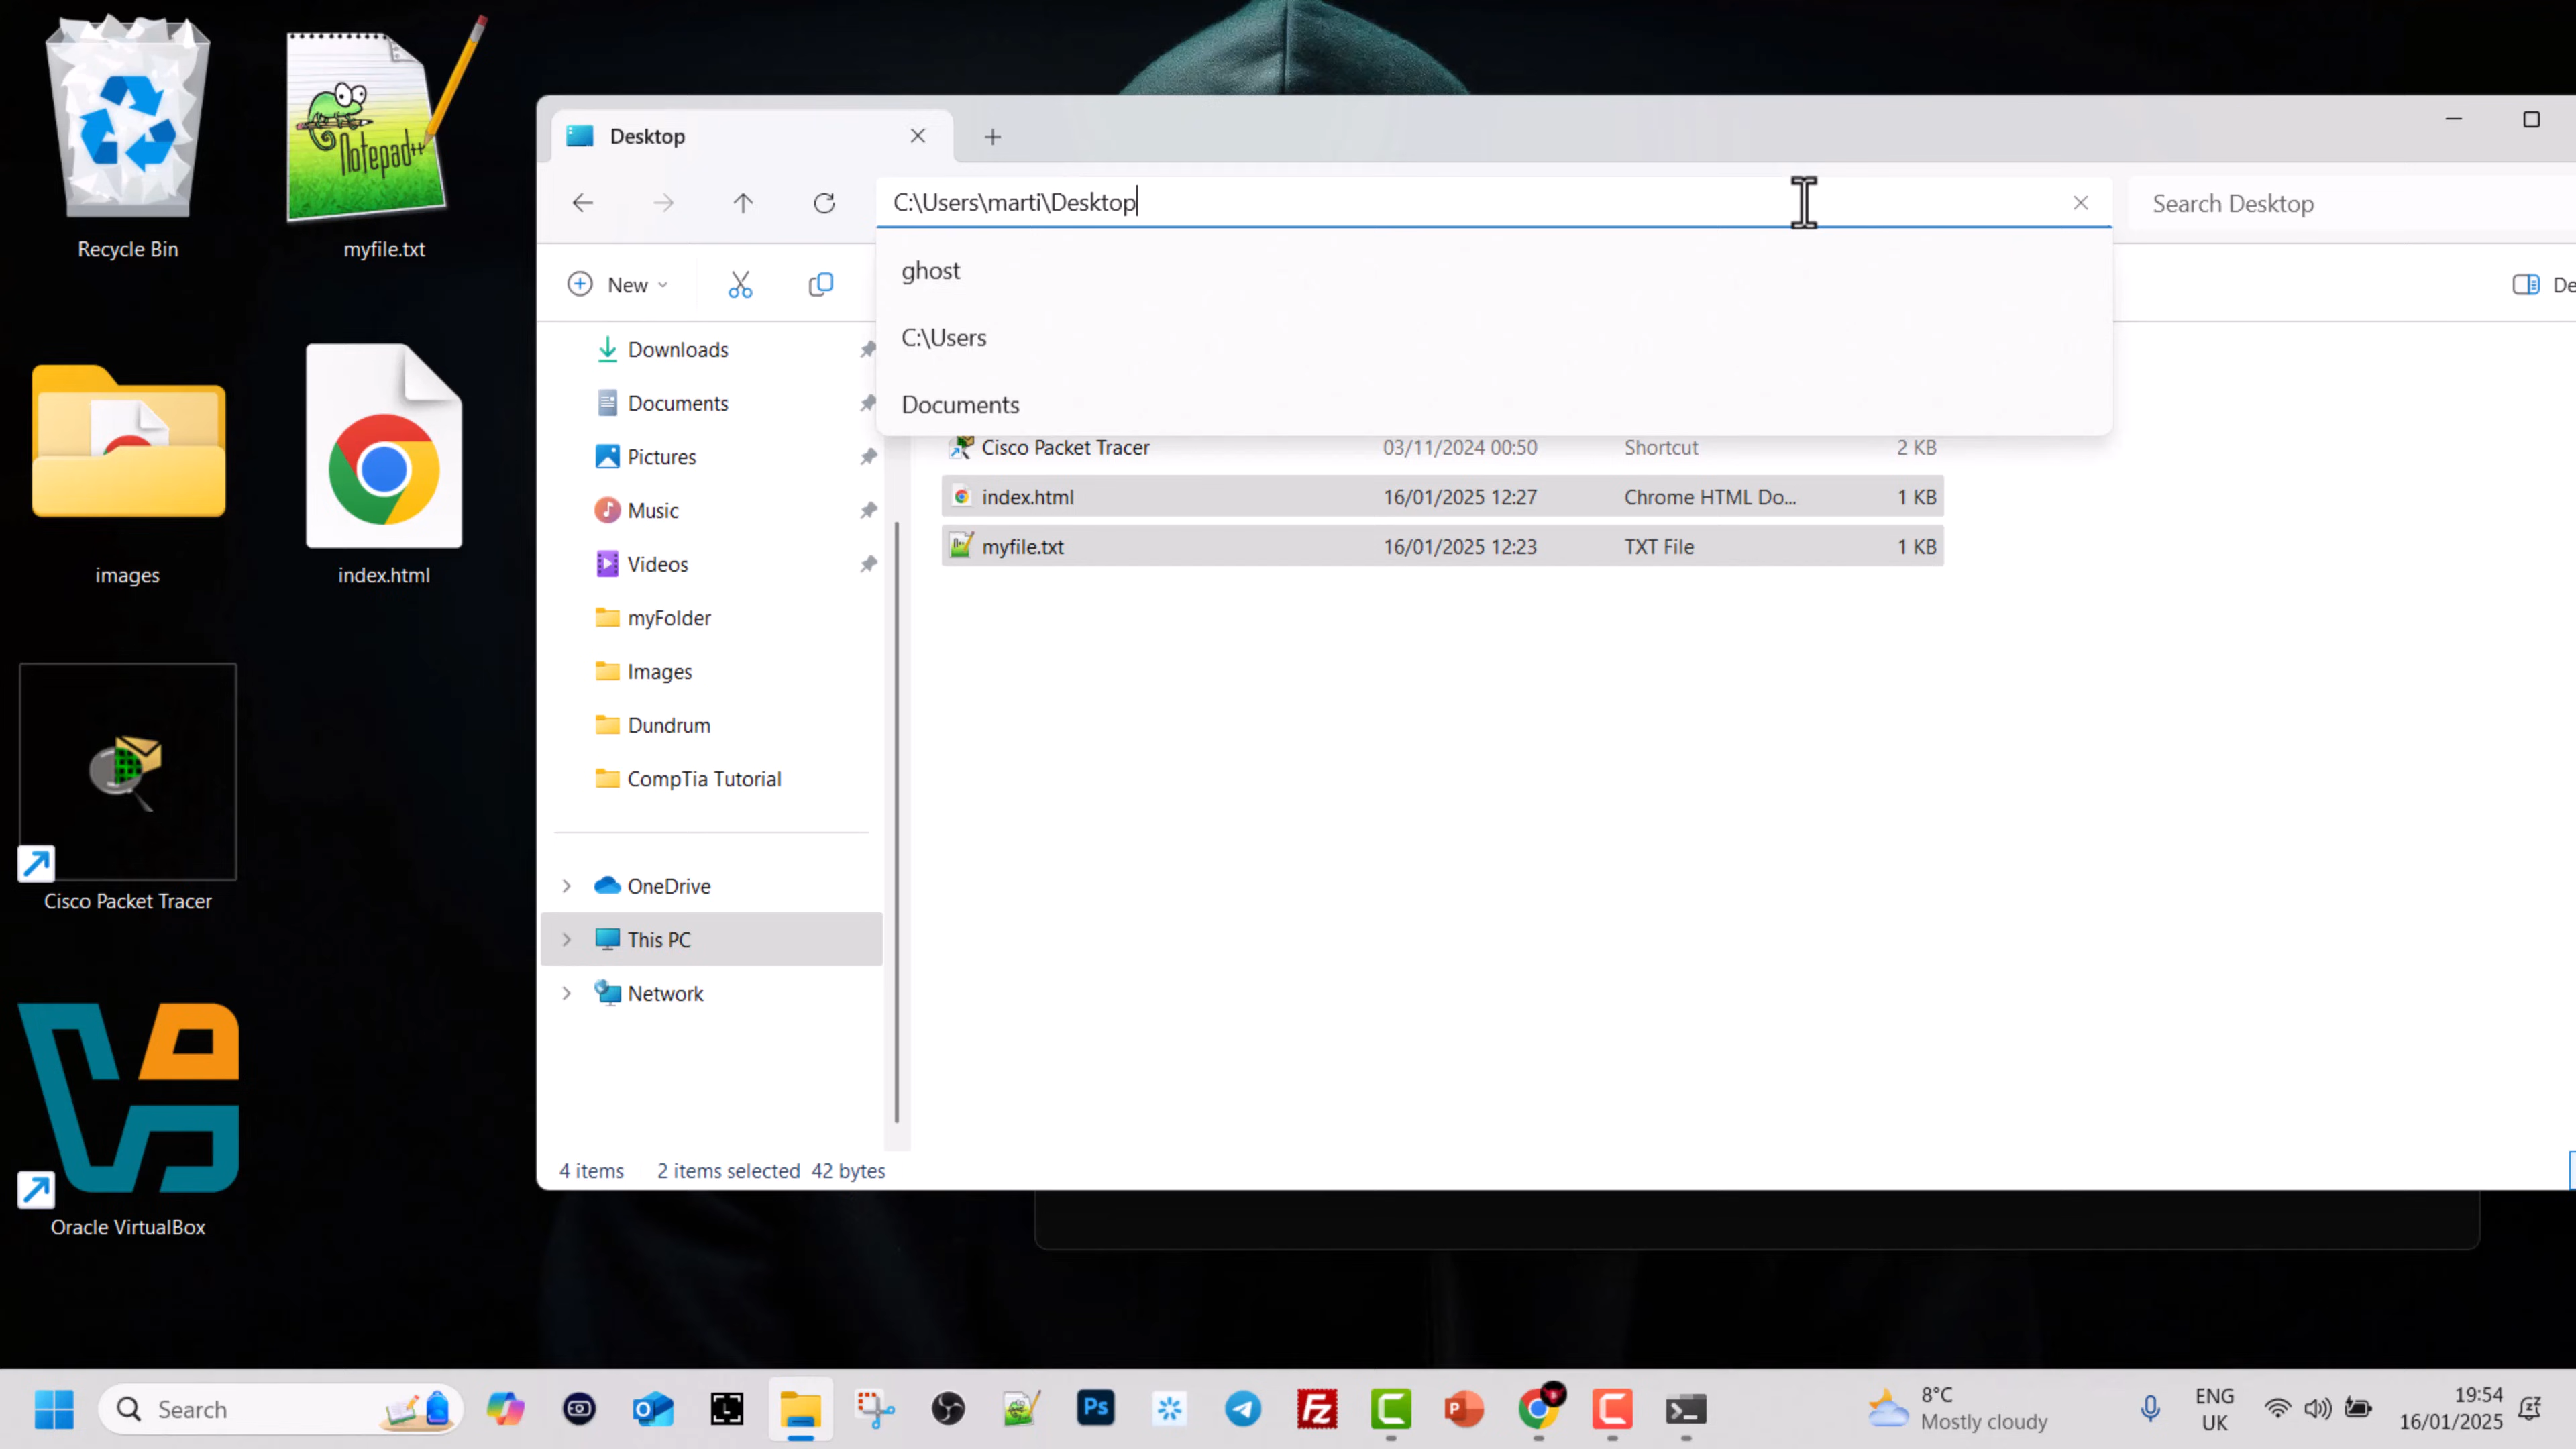 Recycle Bin
myfile.txt
Notepad++
images
index.html
Cisco Packet Tracer
Oracle VirtualBox
Desktop
C:\Users\marti\Desktop
Search Desktop
ghost
C:\Users
Documents
New
De
Downloads
Documents
Pictures
Music
Videos
myFolder
Images
Dundrum
CompTia Tutorial
OneDrive
This PC
Network
Cisco Packet Tracer 03/11/2024 00:50 Shortcut 2 KB
index.html 16/01/2025 12:27 Chrome HTML Do... 1 KB
myfile.txt 16/01/2025 12:23 TXT File 1 KB
4 items 2 items selected 42 bytes
Search
Ps
Fz
P
8°C
Mostly cloudy
ENG
UK
19:54
16/01/2025